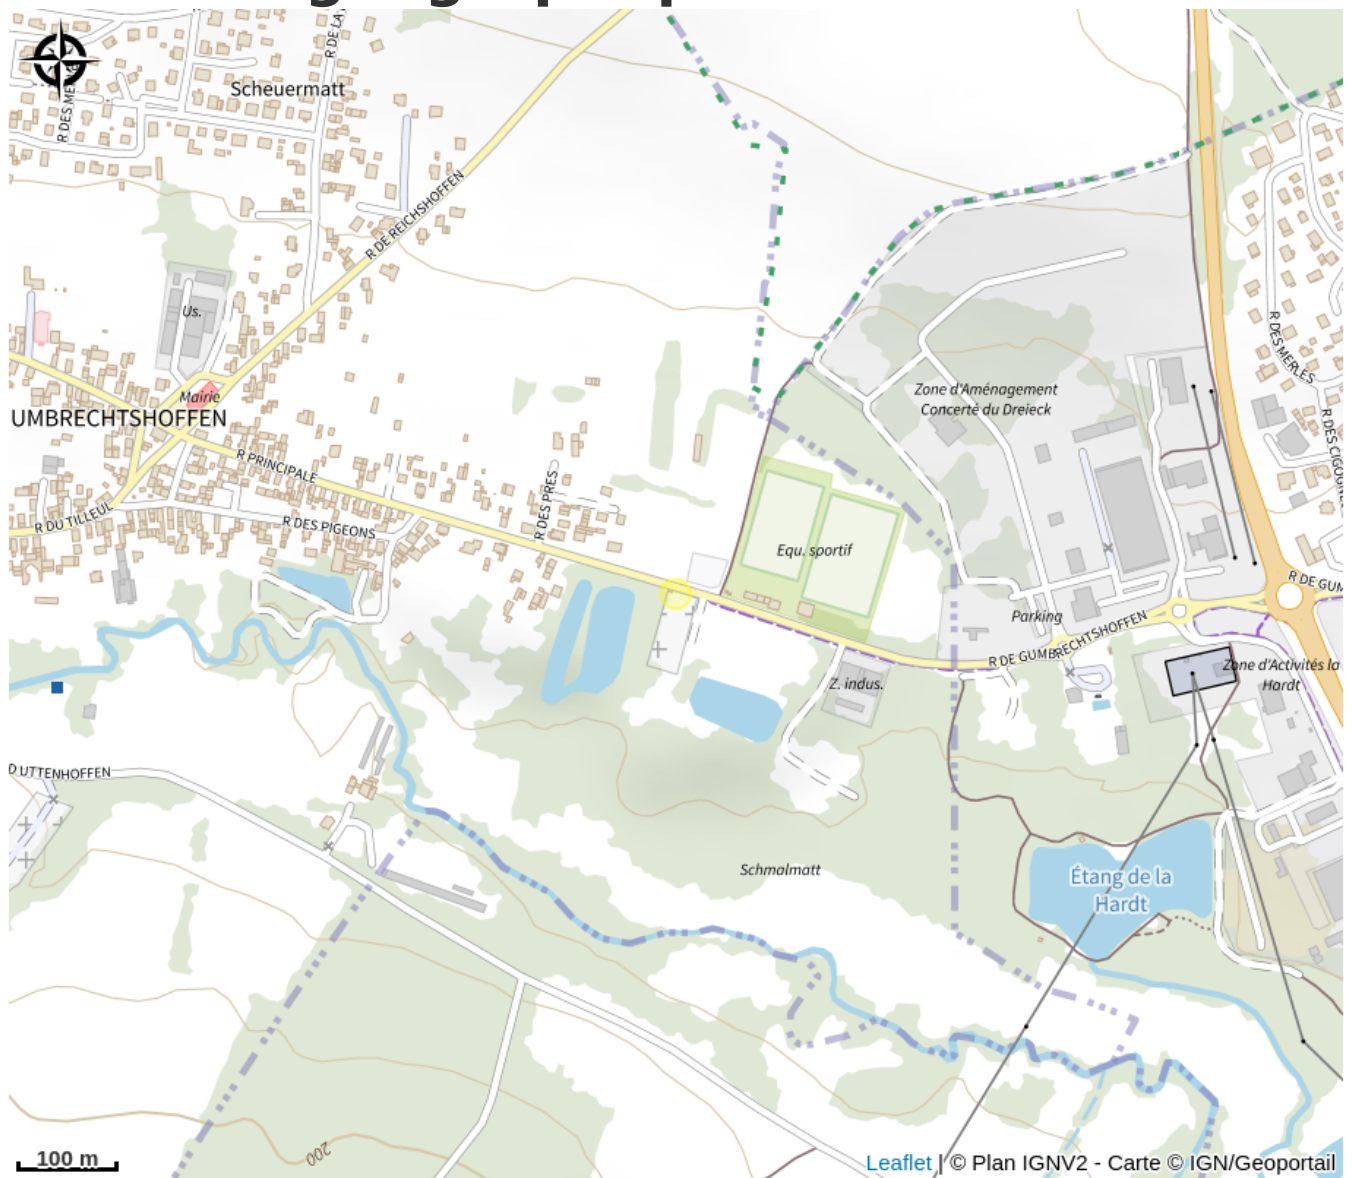 R DE LA
Scheuermatt
R DES ME
R DE REICHSHOFFEN
Us.
R DES MERLES
Mairie
Zone d'Aménagement
Concerté du Dreieck
UMBRECHTSHOFFEN
R PRINCIPALE
R DES CIGOGNE
R DES PRES
R DU TILLEUL
R DES PIGEONS
Equ. sportif
R DE GUM
Parking
R DE GUMBRECHTSHOFFEN
Z. indus.
Zone d'Activités la
Hardt
D UTTENHOFFEN
Schmalmatt
Étang de la
Hardt
200
100 m
Leaflet | © Plan IGNV2 - Carte © IGN/Geoportail